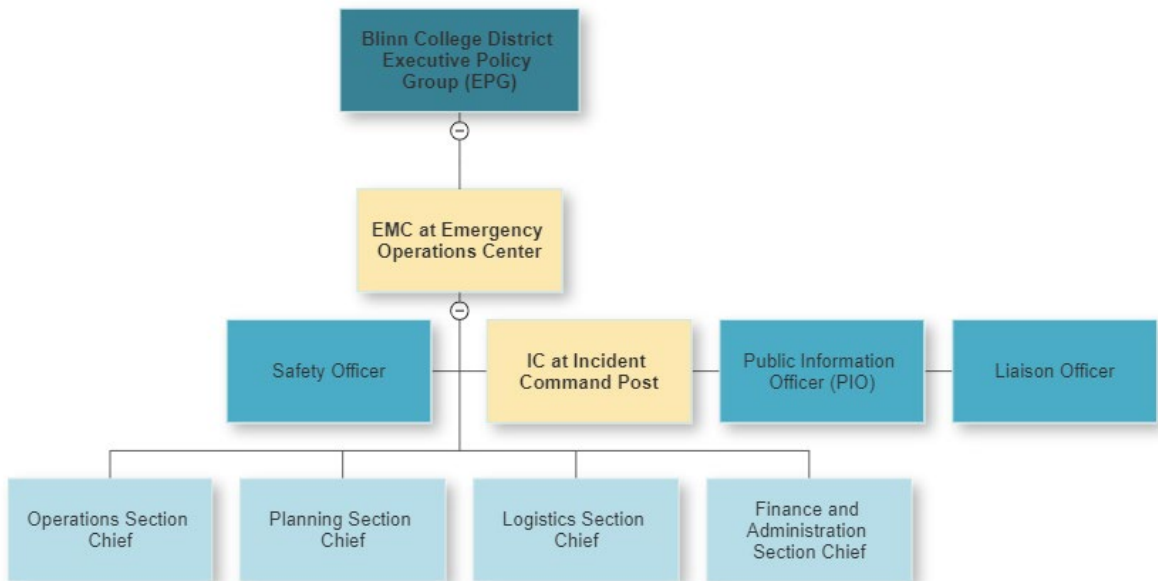 Blinn College District
Executive Policy
Group (EPG)
EMC at Emergency
Operations Center
Safety Officer
IC at Incident
Command Post
Public Information
Officer (PIO)
Liaison Officer
Operations Section
Chief
Planning Section
Chief
Logistics Section
Chief
Finance and
Administration
Section Chief